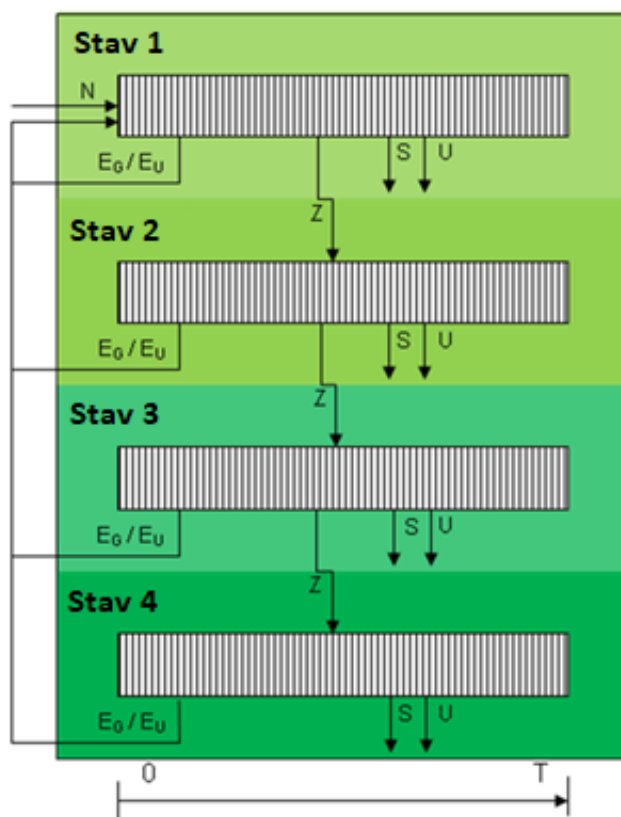 Stav 1
N
E_G / E_U
S
U
Z
Stav 2
E_G / E_U
S
U
Z
Stav 3
E_G / E_U
S
U
Z
Stav 4
E_G / E_U
S
U
0
T